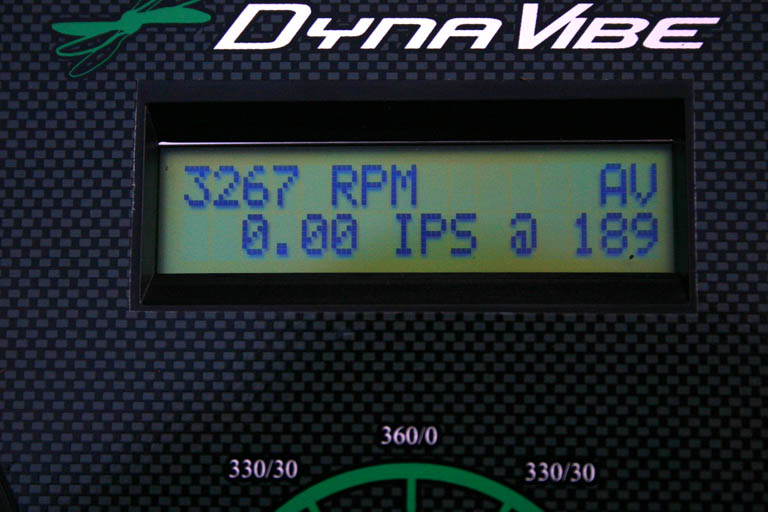 DYNAVIBE
3267 RPM AV
0.00 IPS @ 189
360/0
330/30 330/30